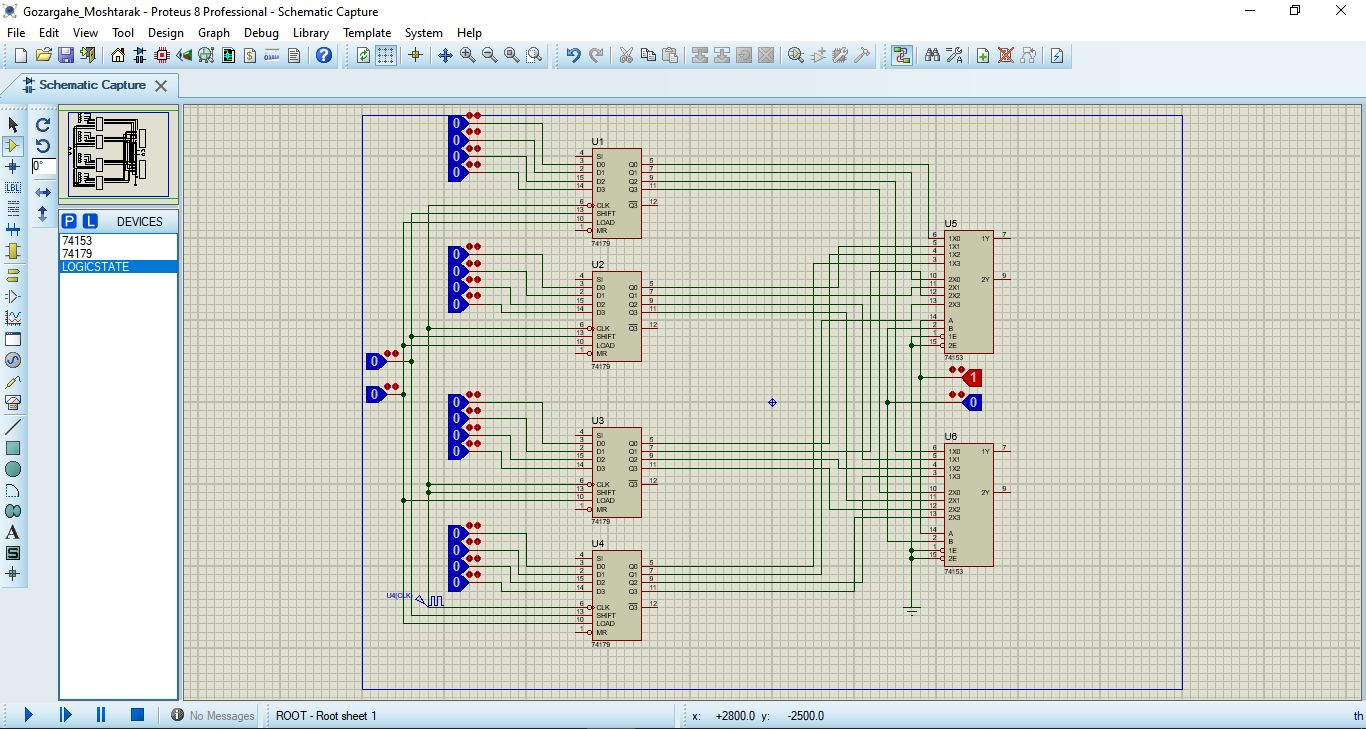 Gozargahe_Moshtarak - Proteus 8 Professional - Schematic Capture
File Edit View Tool Design Graph Debug Library Template System Help
Schematic Capture
0°
P L DEVICES
74153
74179
LOGICSTATE
LBL
A
S
0
0
0
0
U1
4 SI
3 D0 Q0 5
2 D1 Q1 7
15 D2 Q2 9
14 D3 Q3 11
6 CLK Q3 12
13 SHIFT
10 LOAD
1 MR
74179
0
0
0
0
U2
4 SI
3 D0 Q0 5
2 D1 Q1 7
15 D2 Q2 9
14 D3 Q3 11
6 CLK Q3 12
13 SHIFT
10 LOAD
1 MR
74179
0
0
0
0
0
0
U3
4 SI
3 D0 Q0 5
2 D1 Q1 7
15 D2 Q2 9
14 D3 Q3 11
6 CLK Q3 12
13 SHIFT
10 LOAD
1 MR
74179
0
0
0
0
U4
4 SI
3 D0 Q0 5
2 D1 Q1 7
15 D2 Q2 9
14 D3 Q3 11
6 CLK Q3 12
13 SHIFT
10 LOAD
1 MR
74179
U4(CLK)
U5
6 1X0 1Y 7
5 1X1
4 1X2
3 1X3
10 2X0 2Y 9
11 2X1
12 2X2
13 2X3
14 A
2 B
1 1E
15 2E
74153
1
0
U6
6 1X0 1Y 7
5 1X1
4 1X2
3 1X3
10 2X0 2Y 9
11 2X1
12 2X2
13 2X3
14 A
2 B
1 1E
15 2E
74153
No Messages ROOT - Root sheet 1 x: +2800.0 y: -2500.0 th